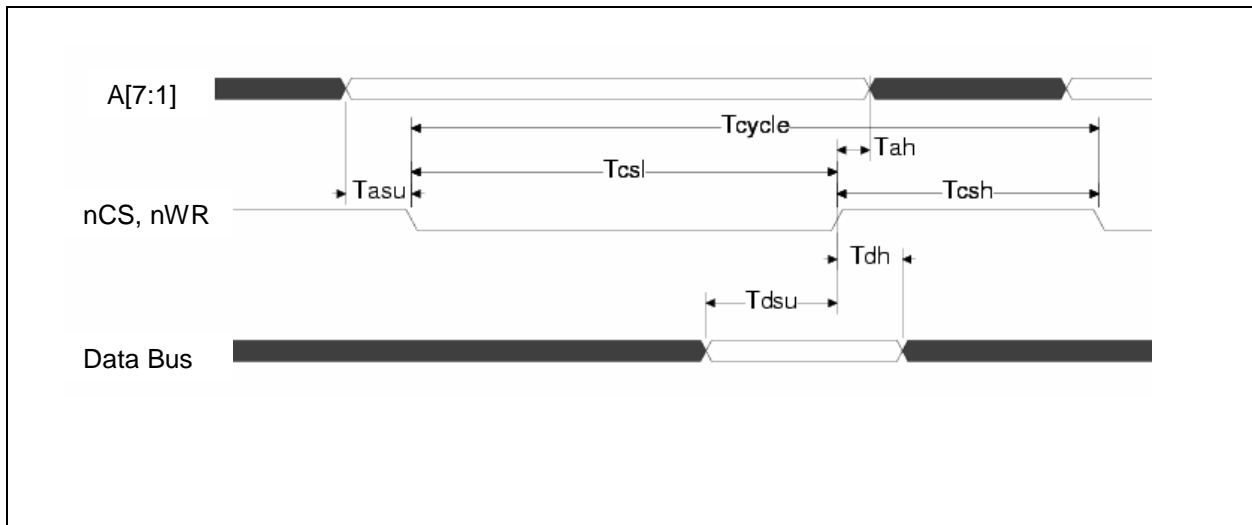 A[7:1]
Tcycle
Tah
Tcsl
Tasu
Tcsh
nCS, nWR
Tdh
Tdsu
Data Bus